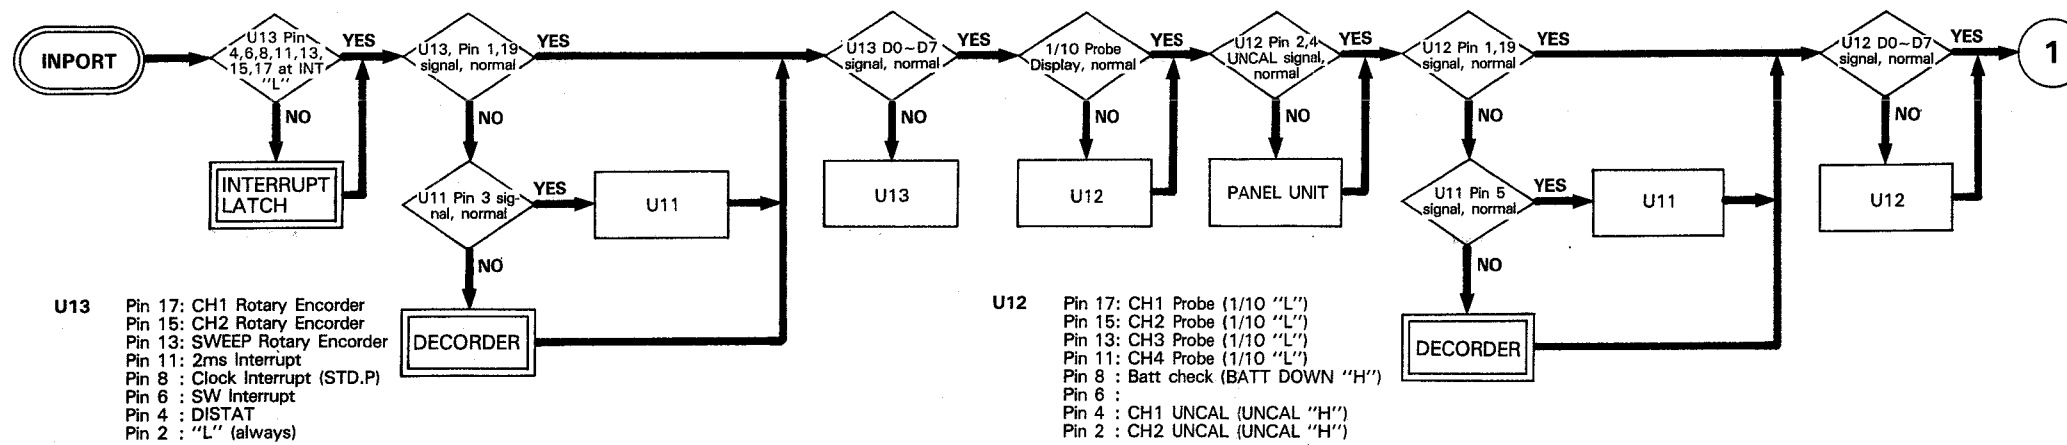 INPORT
U13 Pin
4,6,8,11,13,
15,17 at INT
"L"
YES
NO
INTERRUPT
LATCH
U13, Pin 1,19
signal, normal
YES
NO
U11 Pin 3 sig-
nal, normal
YES
NO
U11
DECORDER
U13 D0~D7
signal, normal
YES
NO
U13
1/10 Probe
Display, normal
YES
NO
U12
U12 Pin 2,4
UNCAL signal,
normal
YES
NO
PANEL UNIT
U12 Pin 1,19
signal, normal
YES
NO
U11 Pin 5
signal, normal
YES
NO
U11
DECORDER
U12 D0~D7
signal, normal
YES
NO
U12
1
U13 Pin 17: CH1 Rotary Encorder
Pin 15: CH2 Rotary Encorder
Pin 13: SWEEP Rotary Encorder
Pin 11: 2ms Interrupt
Pin 8 : Clock Interrupt (STD.P)
Pin 6 : SW Interrupt
Pin 4 : DISTAT
Pin 2 : "L" (always)
U12 Pin 17: CH1 Probe (1/10 "L")
Pin 15: CH2 Probe (1/10 "L")
Pin 13: CH3 Probe (1/10 "L")
Pin 11: CH4 Probe (1/10 "L")
Pin 8 : Batt check (BATT DOWN "H")
Pin 6 :
Pin 4 : CH1 UNCAL (UNCAL "H")
Pin 2 : CH2 UNCAL (UNCAL "H")